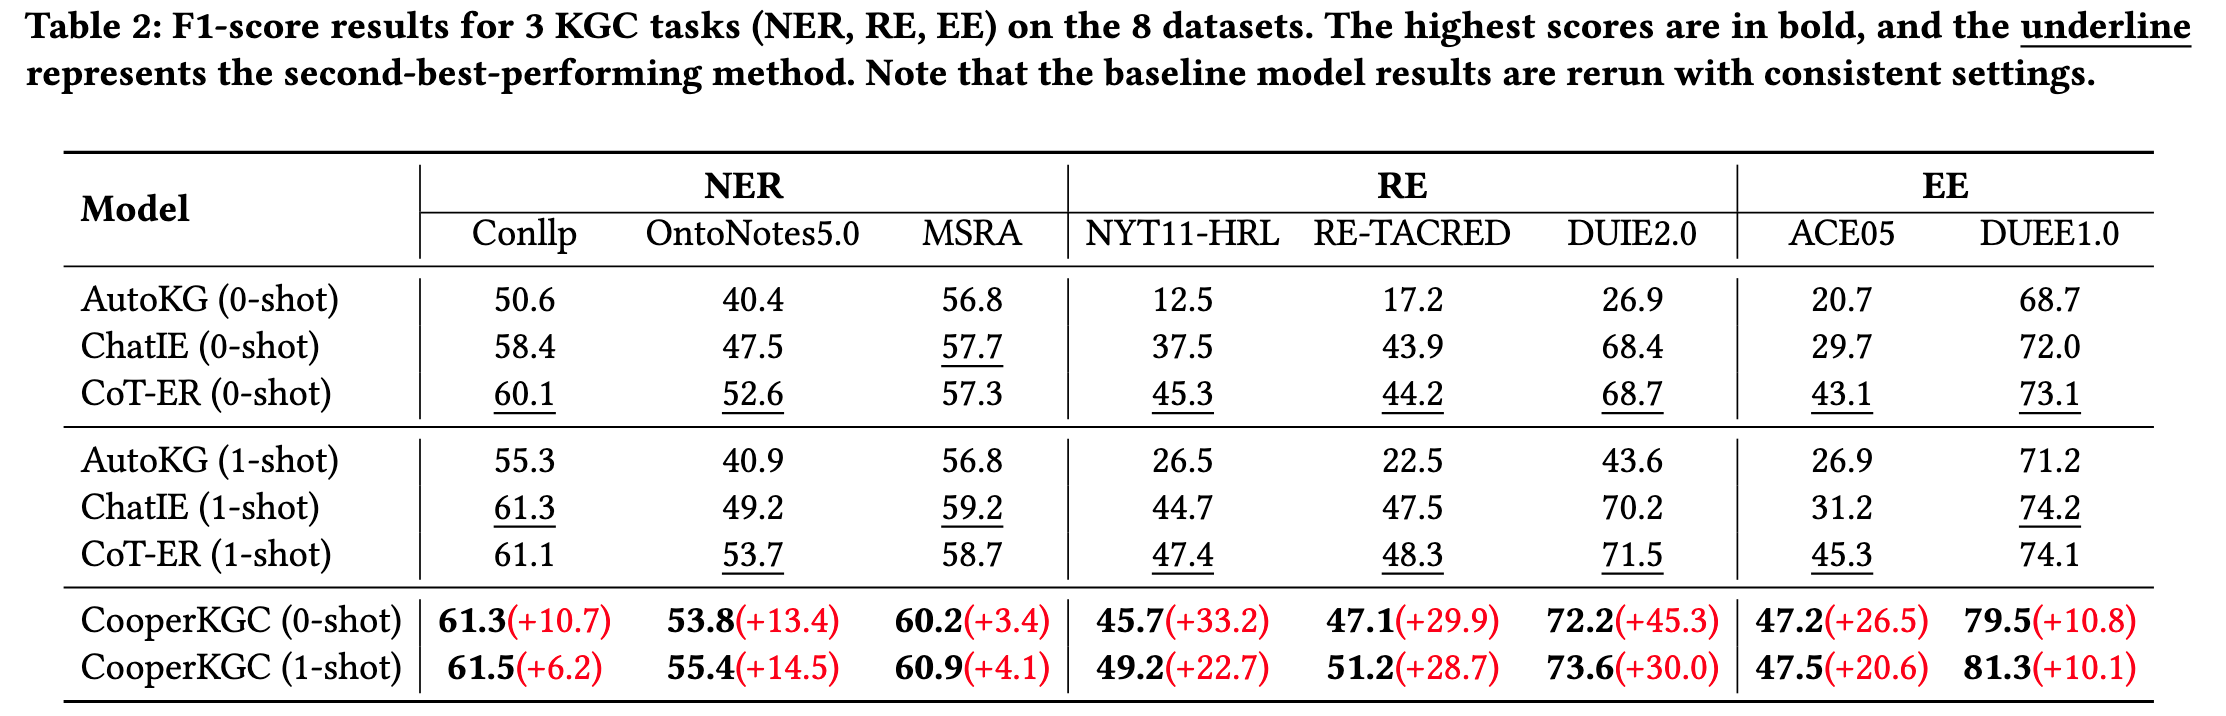 Table 2: F1-score results for 3 KGC tasks (NER, RE, EE) on the 8 datasets. The highest scores are in bold, and the underline
represents the second-best-performing method. Note that the baseline model results are rerun with consistent settings.
Model NER RE EE
Conllp OntoNotes5.0 MSRA NYT11-HRL RE-TACRED DUIE2.0 ACE05 DUEE1.0
AutoKG (0-shot) 50.6 40.4 56.8 12.5 17.2 26.9 20.7 68.7
ChatIE (0-shot) 58.4 47.5 57.7 37.5 43.9 68.4 29.7 72.0
CoT-ER (0-shot) 60.1 52.6 57.3 45.3 44.2 68.7 43.1 73.1
AutoKG (1-shot) 55.3 40.9 56.8 26.5 22.5 43.6 26.9 71.2
ChatIE (1-shot) 61.3 49.2 59.2 44.7 47.5 70.2 31.2 74.2
CoT-ER (1-shot) 61.1 53.7 58.7 47.4 48.3 71.5 45.3 74.1
CooperKGC (0-shot) 61.3(+10.7) 53.8(+13.4) 60.2(+3.4) 45.7(+33.2) 47.1(+29.9) 72.2(+45.3) 47.2(+26.5) 79.5(+10.8)
CooperKGC (1-shot) 61.5(+6.2) 55.4(+14.5) 60.9(+4.1) 49.2(+22.7) 51.2(+28.7) 73.6(+30.0) 47.5(+20.6) 81.3(+10.1)